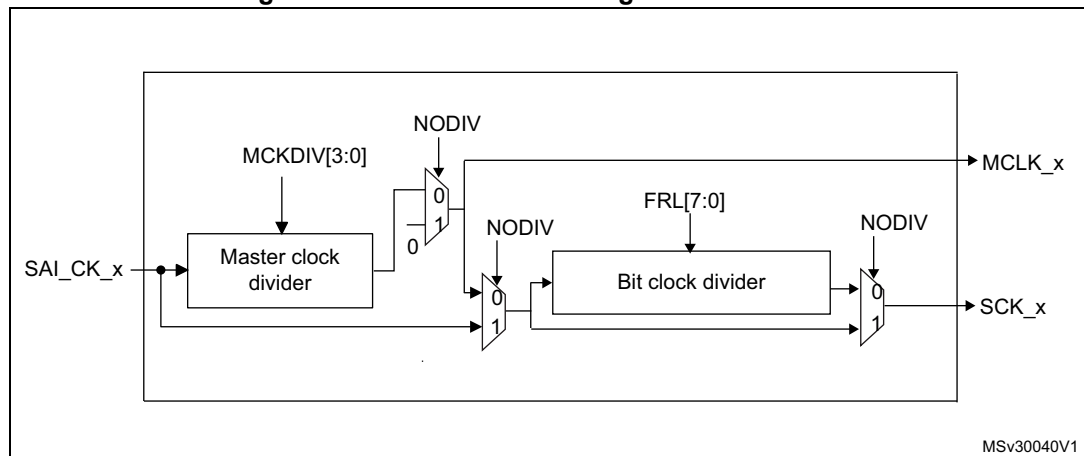 NODIV
MCKDIV[3:0]
MCLK_x
0
1
0
FRL[7:0]
NODIV
NODIV
SAI_CK_x
Master clock
divider
Bit clock divider
0
1
0
1
SCK_x
MSv30040V1